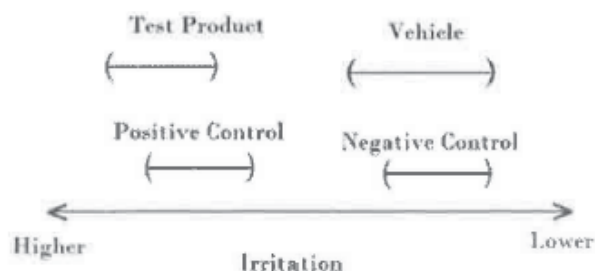 Test Product
Vehicle
Positive Control
Negative Control
Higher
Lower
Irritation